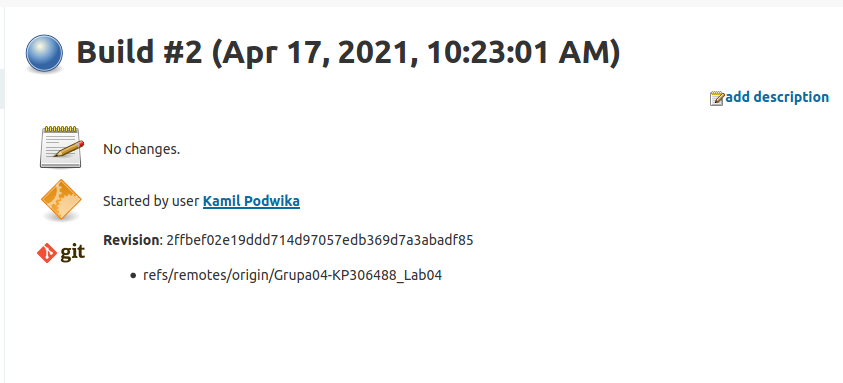 Build #2 (Apr 17, 2021, 10:23:01 AM)
add description
No changes.
Started by user Kamil Podwika
git
Revision: 2ffbef02e19ddd714d97057edb369d7a3abadf85
refs/remotes/origin/Grupa04-KP306488_Lab04